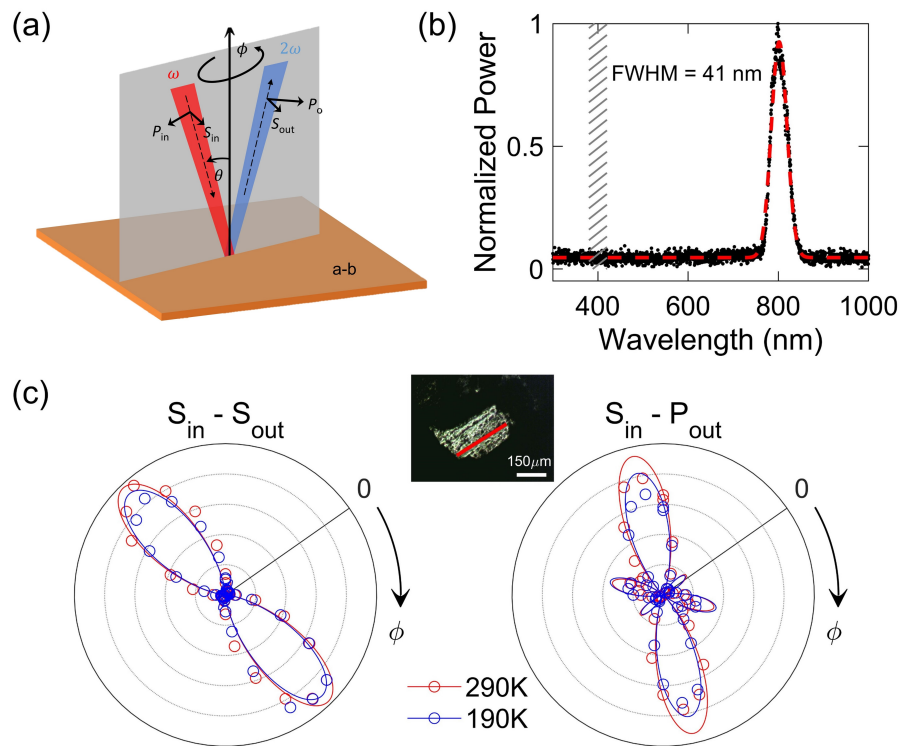 (a)
ϕ
ω
2ω
P_in
S_in
S_out
P_o
θ
a-b
(b)
Normalized Power
1
0.5
0
FWHM = 41 nm
400 600 800 1000
Wavelength (nm)
(c)
S_in - S_out
150μm
S_in - P_out
0
ϕ
0
ϕ
290K
190K